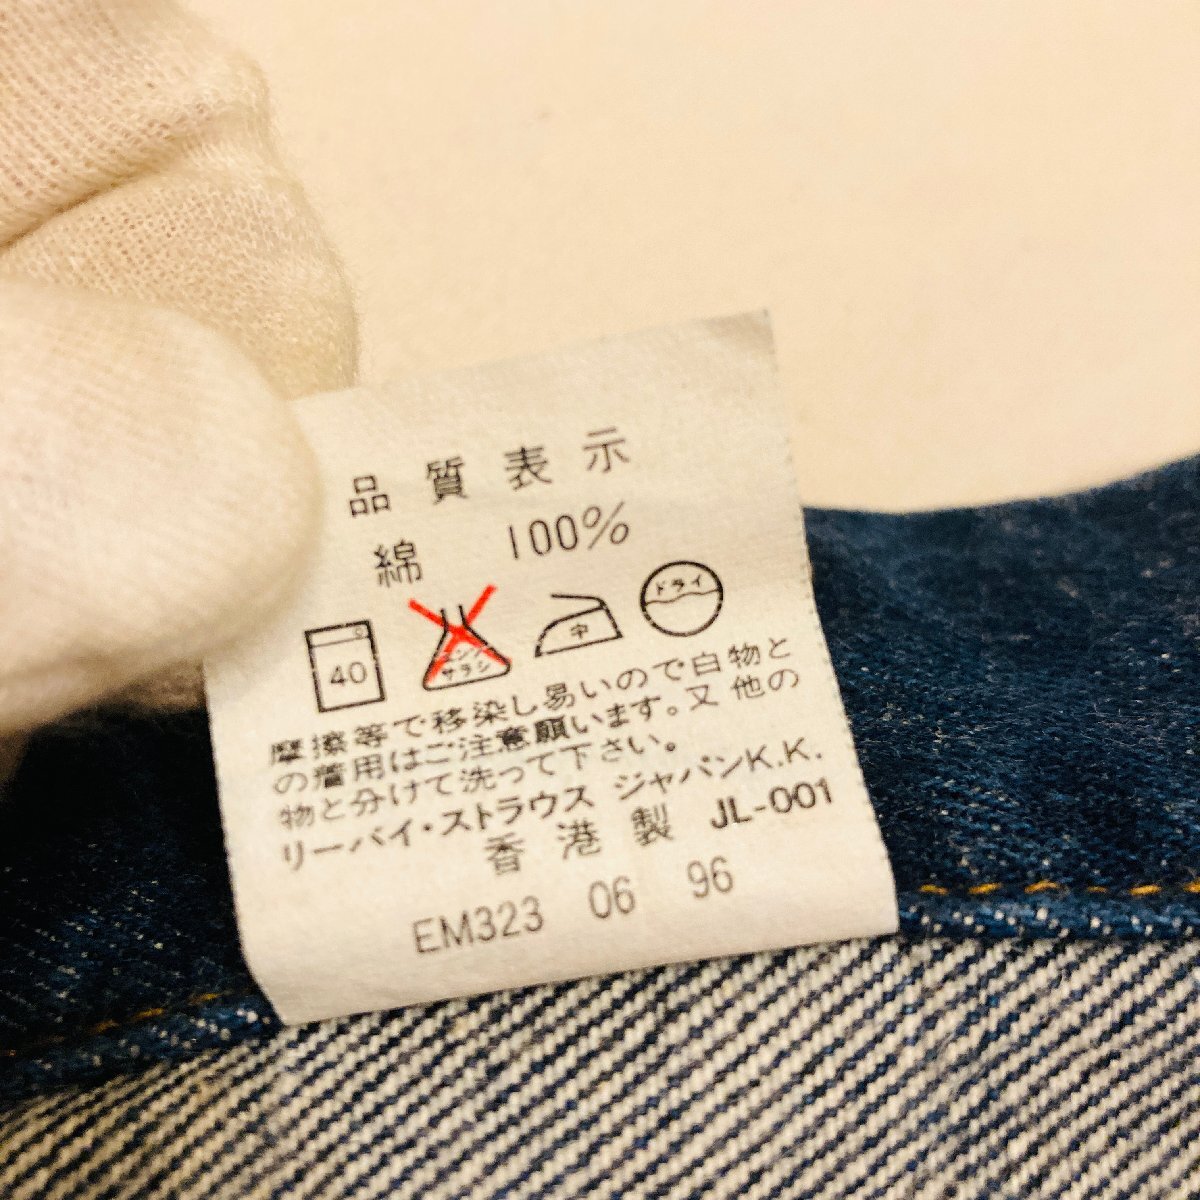 品質表示
綿 100%
40 エンソ サラシ 中 ドライ
摩擦等で移染し易いので白物と
の着用はご注意願います。又他の
物と分けて洗って下さい。
リーバイ・ストラウス ジャパンK.K.
香港製 JL-001
EM323 06 96